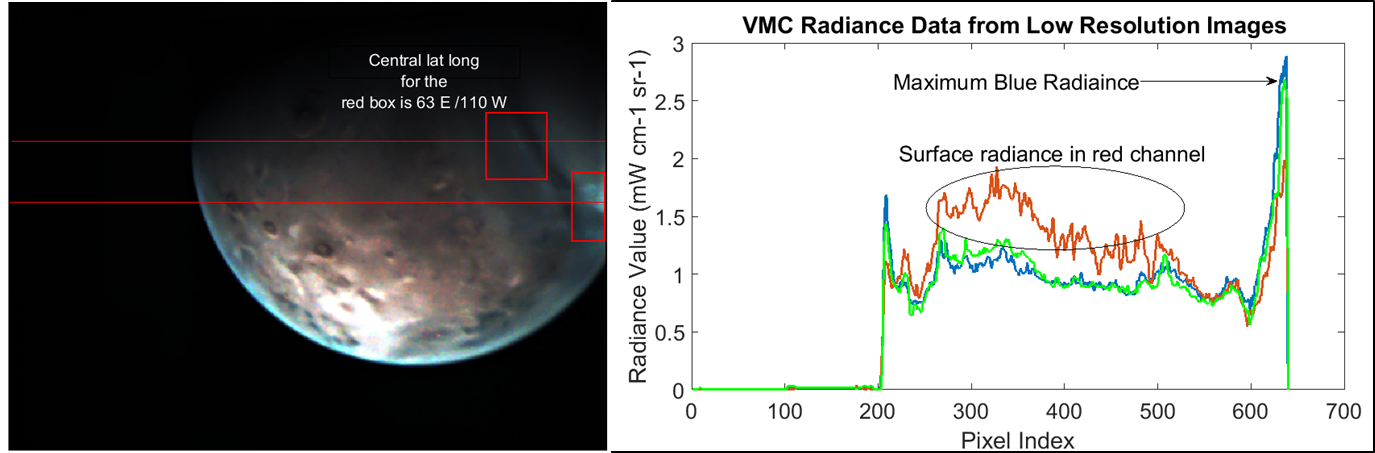 Central lat long
for the
red box is 63 E /110 W
VMC Radiance Data from Low Resolution Images
Radiance Value (mW cm-1 sr-1)
3
2.5
2
1.5
1
0.5
0
Maximum Blue Radiaince
Surface radiance in red channel
0 100 200 300 400 500 600 700
Pixel Index